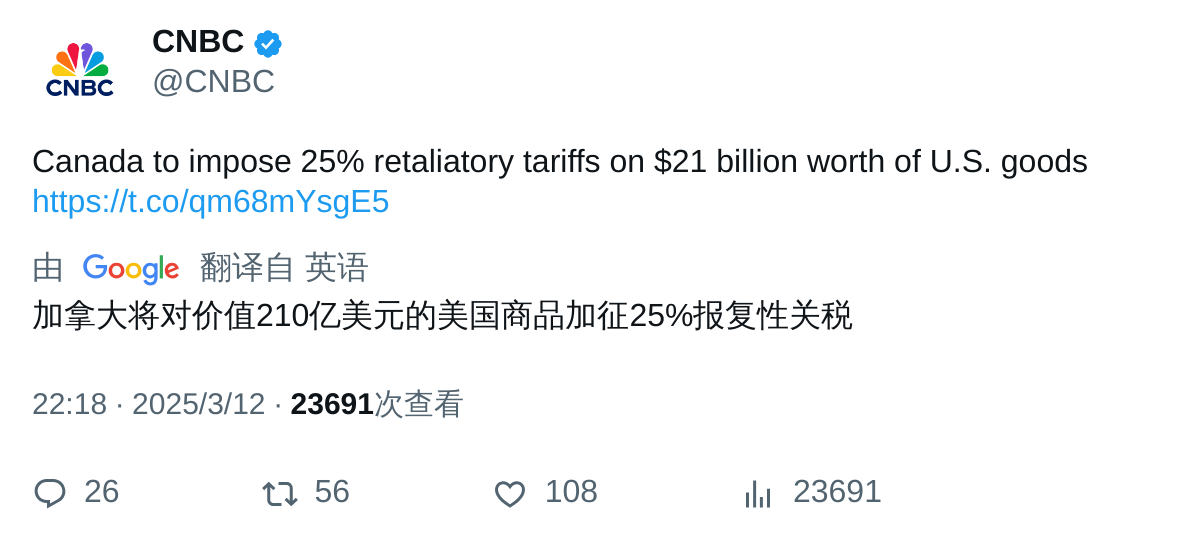 CNBC
CNBC
@CNBC
Canada to impose 25% retaliatory tariffs on $21 billion worth of U.S. goods
https://t.co/qm68mYsgE5
由 Google 翻译自 英语
加拿大将对价值210亿美元的美国商品加征25%报复性关税
22:18 · 2025/3/12 · 23691次查看
26 56 108 23691